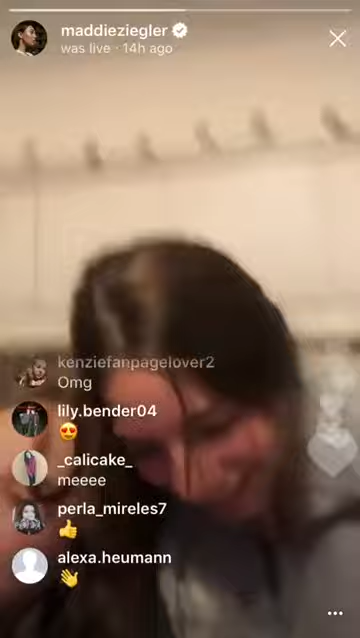 maddieziegler
was live · 14h ago
kenziefanpagelover2
Omg
lily.bender04
😍
_calicake_
meeee
perla_mireles7
👍
alexa.heumann
👋